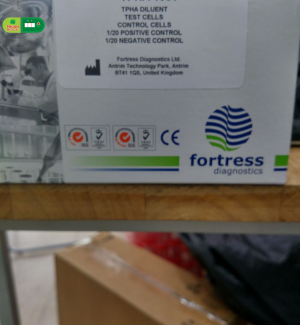 TPHA DILUENT
TEST CELLS
CONTROL CELLS
1/20 POSITIVE CONTROL
1/20 NEGATIVE CONTROL
Fortress Diagnostics Ltd.
Antrim Technology Park, Antrim
BT41 1QS, United Kingdom
CE
fortress
diagnostics